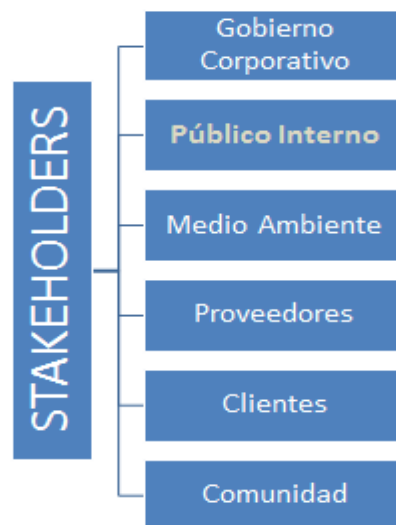 STAKEHOLDERS
Gobierno
Corporativo
Público Interno
Medio Ambiente
Proveedores
Clientes
Comunidad